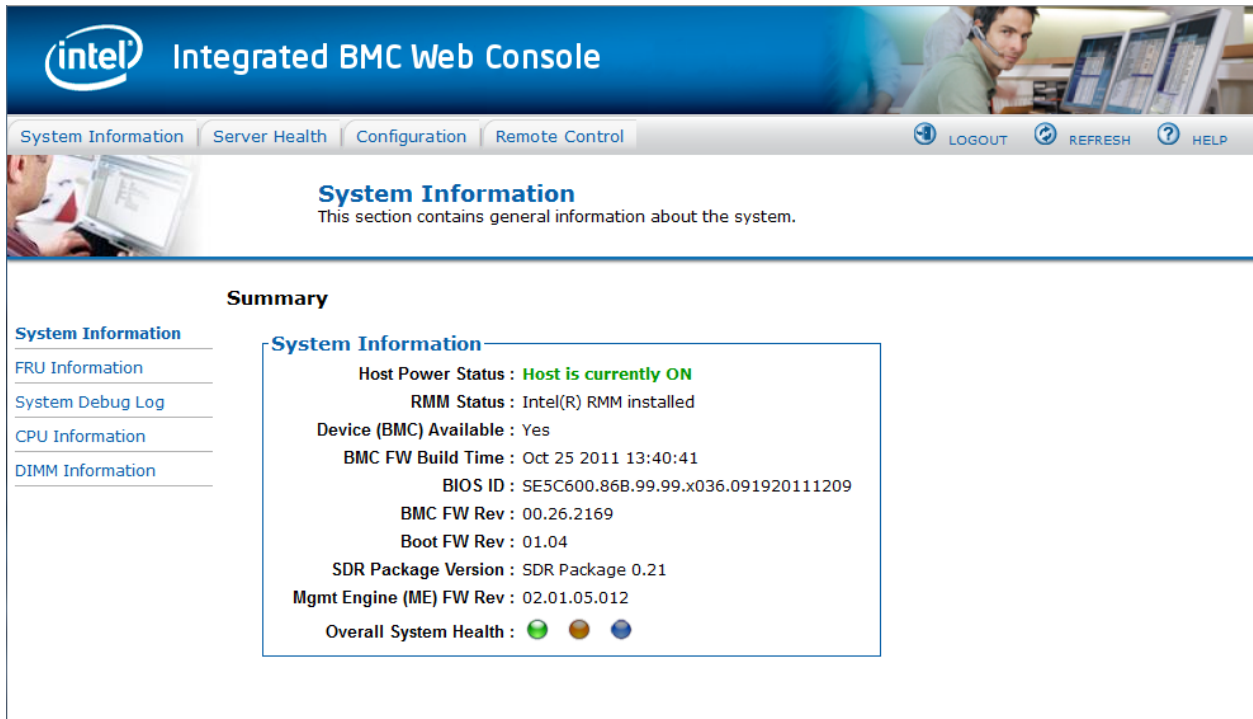 intel Integrated BMC Web Console
System Information Server Health Configuration Remote Control LOGOUT REFRESH ? HELP
System Information
This section contains general information about the system.
Summary
System Information
FRU Information
System Debug Log
CPU Information
DIMM Information
System Information
Host Power Status : Host is currently ON
RMM Status : Intel(R) RMM installed
Device (BMC) Available : Yes
BMC FW Build Time : Oct 25 2011 13:40:41
BIOS ID : SE5C600.86B.99.99.x036.091920111209
BMC FW Rev : 00.26.2169
Boot FW Rev : 01.04
SDR Package Version : SDR Package 0.21
Mgmt Engine (ME) FW Rev : 02.01.05.012
Overall System Health :